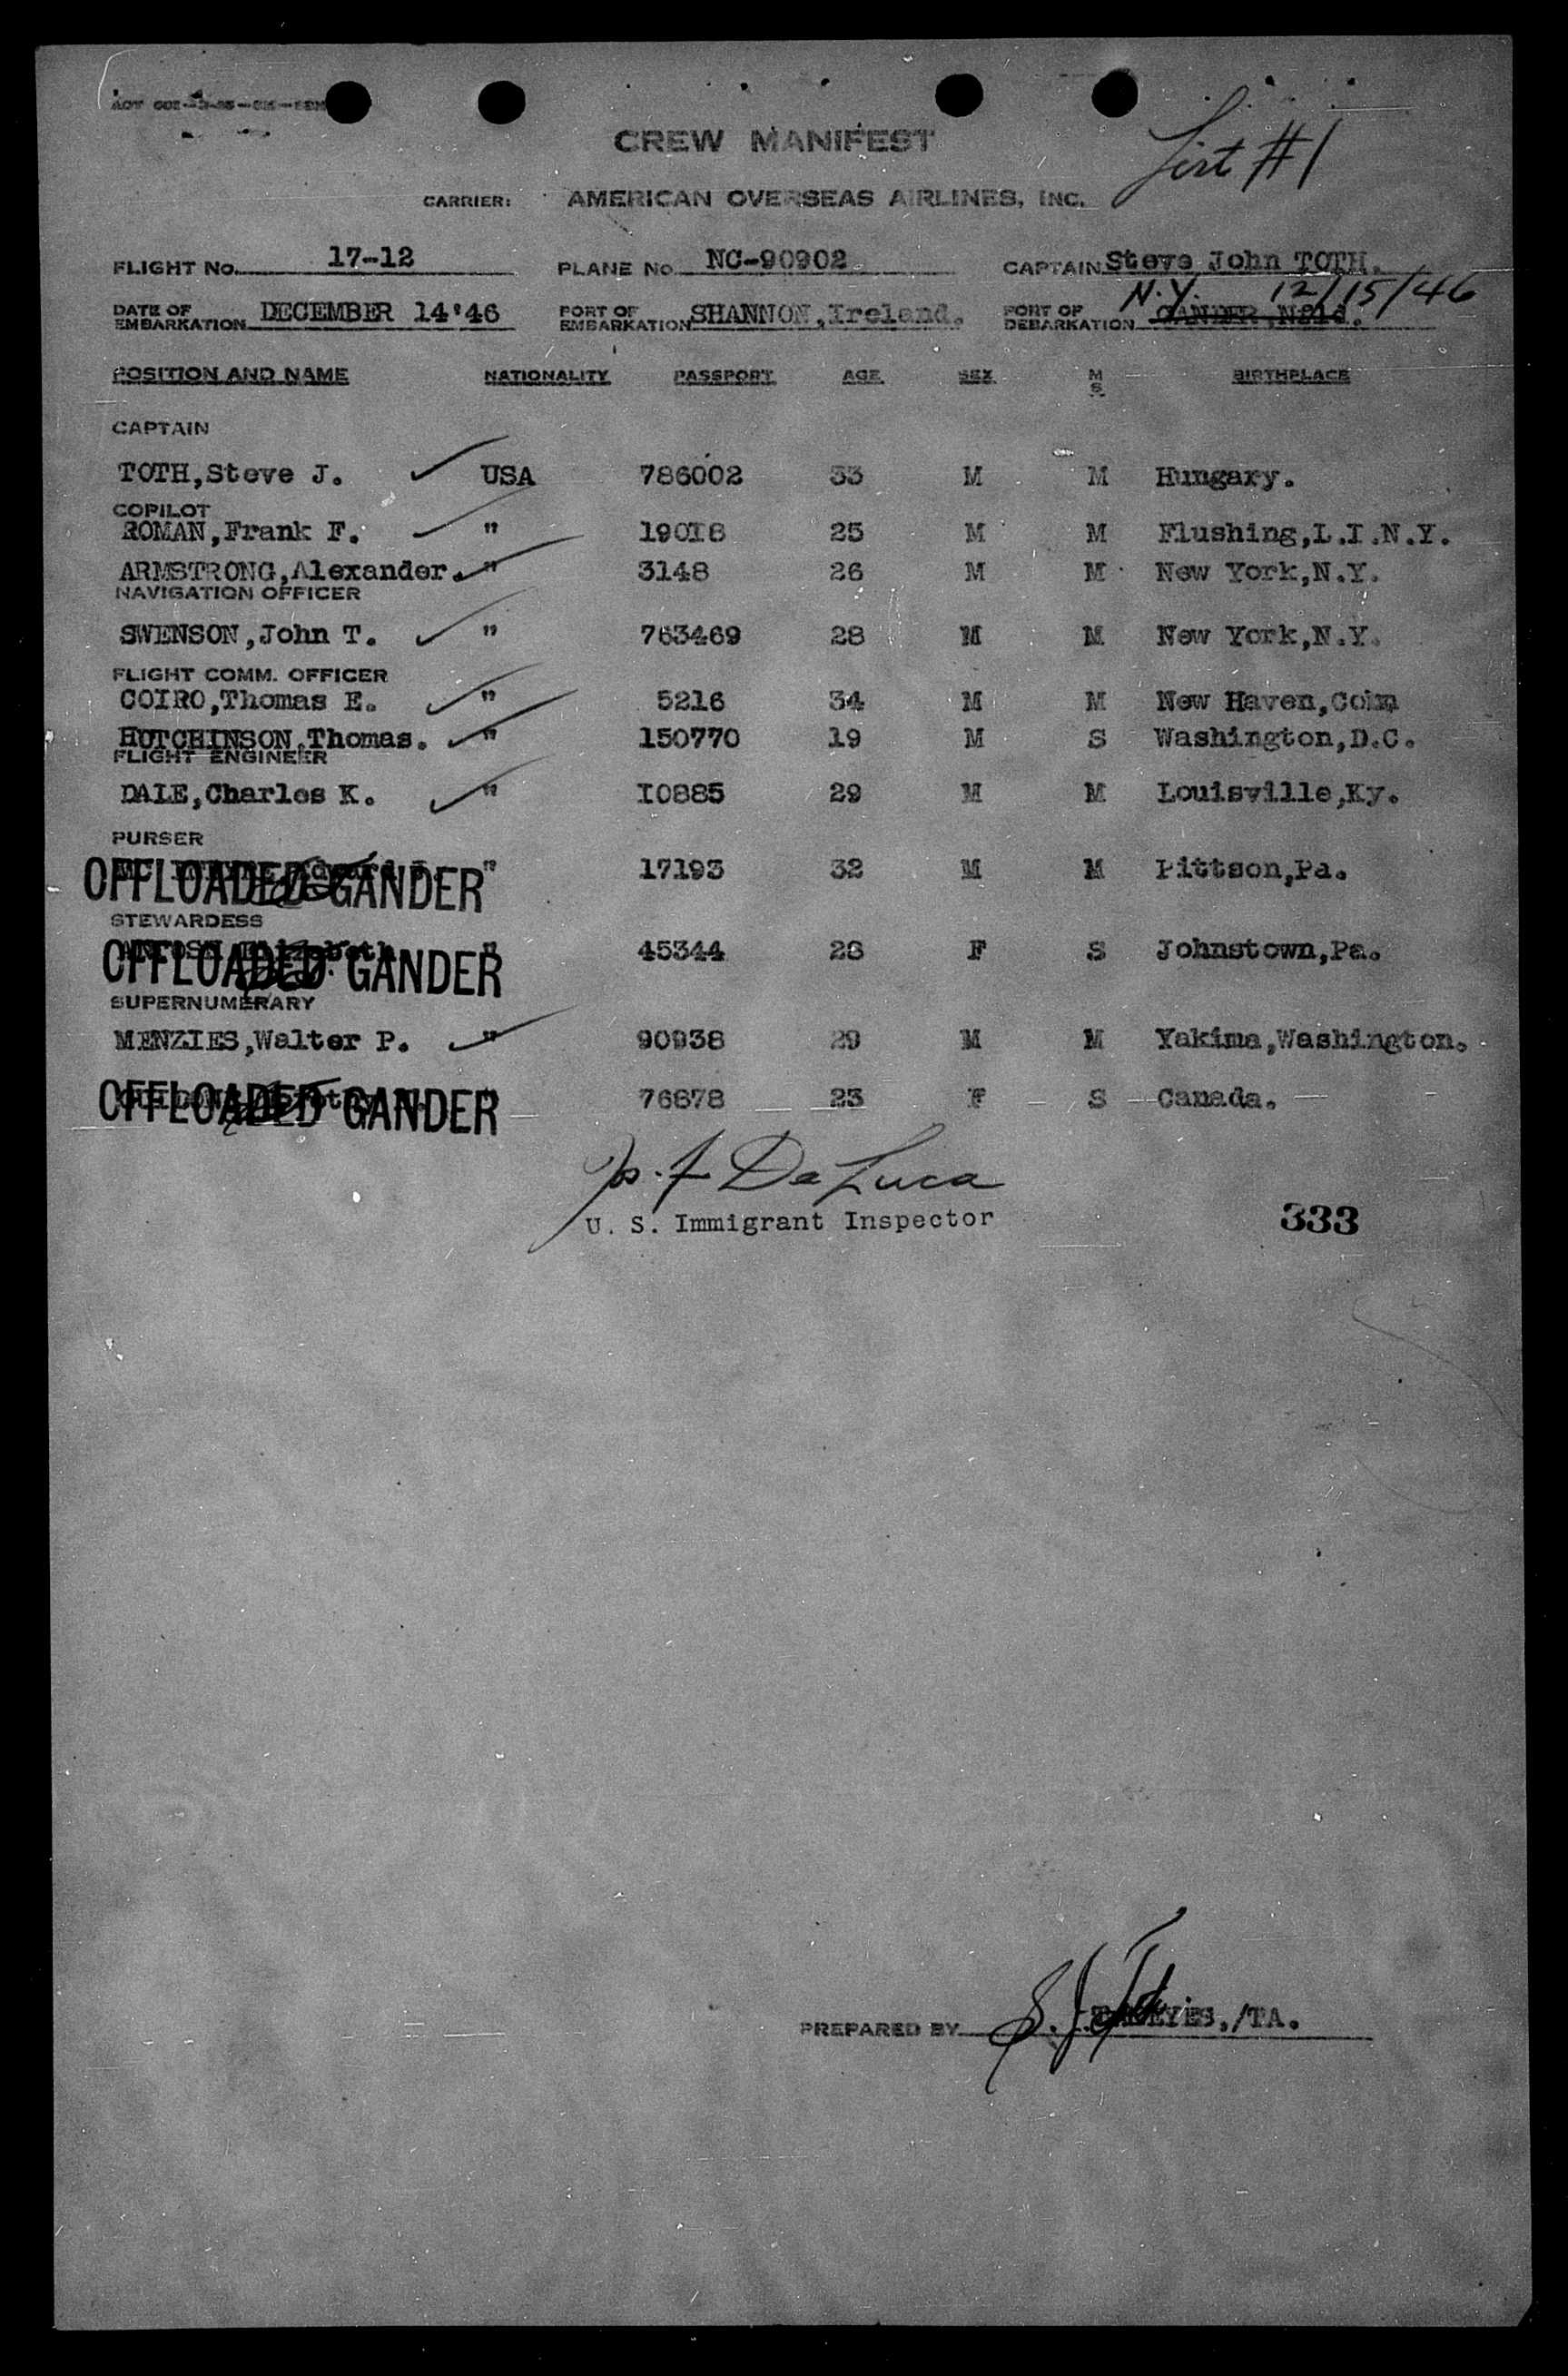 CREW MANIFEST
List #1
CARRIER: AMERICAN OVERSEAS AIRLINES, INC.
FLIGHT No. 17-12 PLANE No. NC-90902 CAPTAIN Steve John TOTH.
N.Y. 12/15/46
DATE OF EMBARKATION DECEMBER 14'46 PORT OF EMBARKATION SHANNON,Ireland. PORT OF DEBARKATION GANDER,Nfld.
POSITION AND NAME NATIONALITY PASSPORT AGE SEX M S BIRTHPLACE
CAPTAIN
TOTH,Steve J. USA 786002 33 M M Hungary.
COPILOT
ROMAN,Frank F. " 19018 25 M M Flushing,L.I.N.Y.
ARMSTRONG,Alexander. " 3148 26 M M New York,N.Y.
NAVIGATION OFFICER
SWENSON,John T. " 763469 28 M M New York,N.Y.
FLIGHT COMM. OFFICER
COIRO,Thomas E. " 5216 34 M M New Haven,Conn
HUTCHINSON,Thomas. " 150770 19 M S Washington,D.C.
FLIGHT ENGINEER
DALE,Charles K. " I0885 29 M M Louisville,Ky.
PURSER
OFFLOADED GANDER " 17193 32 M M Pittson,Pa.
STEWARDESS
OFFLOADED GANDER " 45344 28 F S Johnstown,Pa.
SUPERNUMERARY
MENZIES,Walter P. " 90938 29 M M Yakima,Washington.
OFFLOADED GANDER " 76878 23 F S Canada.
De Luca
U. S. Immigrant Inspector
333
PREPARED BY /TA.